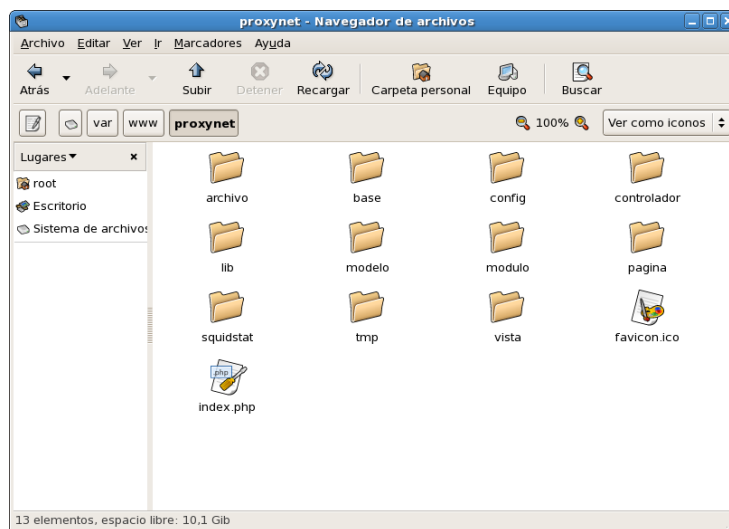 proxynet - Navegador de archivos
Archivo Editar Ver Ir Marcadores Ayuda
Atrás Adelante Subir Detener Recargar Carpeta personal Equipo Buscar
var www proxynet 100% Ver como iconos
Lugares
root
Escritorio
Sistema de archivos
archivo base config controlador
lib modelo modulo pagina
squidstat tmp vista favicon.ico
.php
index.php
13 elementos, espacio libre: 10,1 Gib